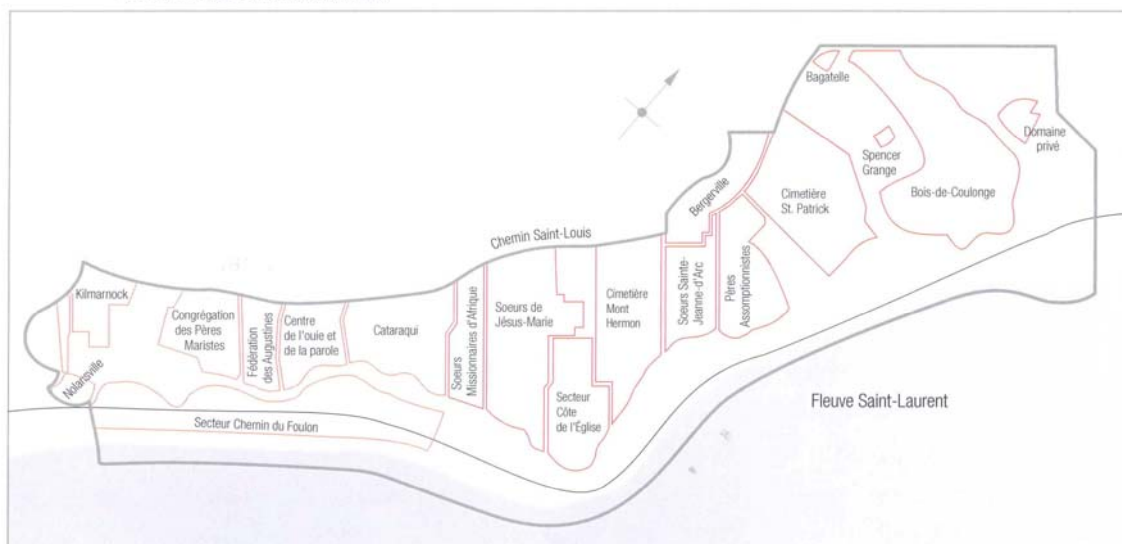 Bagatelle
Domaine
privé
Spencer
Grange
Bois-de-Coulonge
Cimetière
St. Patrick
Bergerville
Chemin Saint-Louis
Kilmarnock
Nolansville
Congrégation
des Pères
Maristes
Fédération
des Augustines
Centre
de l'ouie et
de la parole
Cataraqui
Soeurs
Missionnaires d'Afrique
Soeurs de
Jésus-Marie
Cimetière
Mont
Hermon
Soeurs Sainte-
Jeanne-d'Arc
Pères
Assomptionnistes
Secteur
Côte
de l'Église
Secteur Chemin du Foulon
Fleuve Saint-Laurent